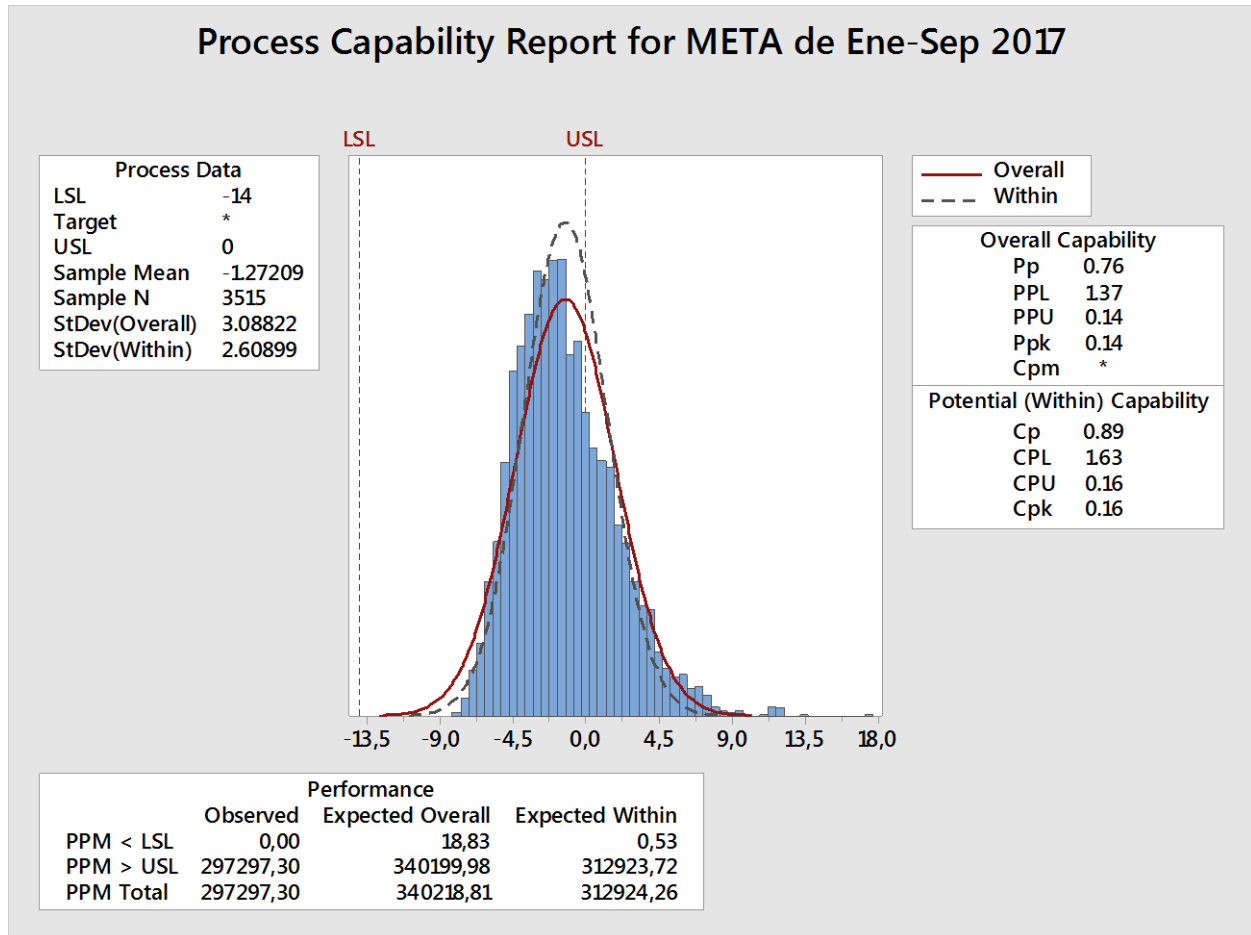 Process Capability Report for META de Ene-Sep 2017
LSL USL
Process Data
LSL -14
Target *
USL 0
Sample Mean -1.27209
Sample N 3515
StDev(Overall) 3.08822
StDev(Within) 2.60899
Overall
Within
Overall Capability
Pp 0.76
PPL 1.37
PPU 0.14
Ppk 0.14
Cpm *
Potential (Within) Capability
Cp 0.89
CPL 1.63
CPU 0.16
Cpk 0.16
-13,5 -9,0 -4,5 0,0 4,5 9,0 13,5 18,0
Performance
Observed Expected Overall Expected Within
PPM < LSL 0,00 18,83 0,53
PPM > USL 297297,30 340199,98 312923,72
PPM Total 297297,30 340218,81 312924,26